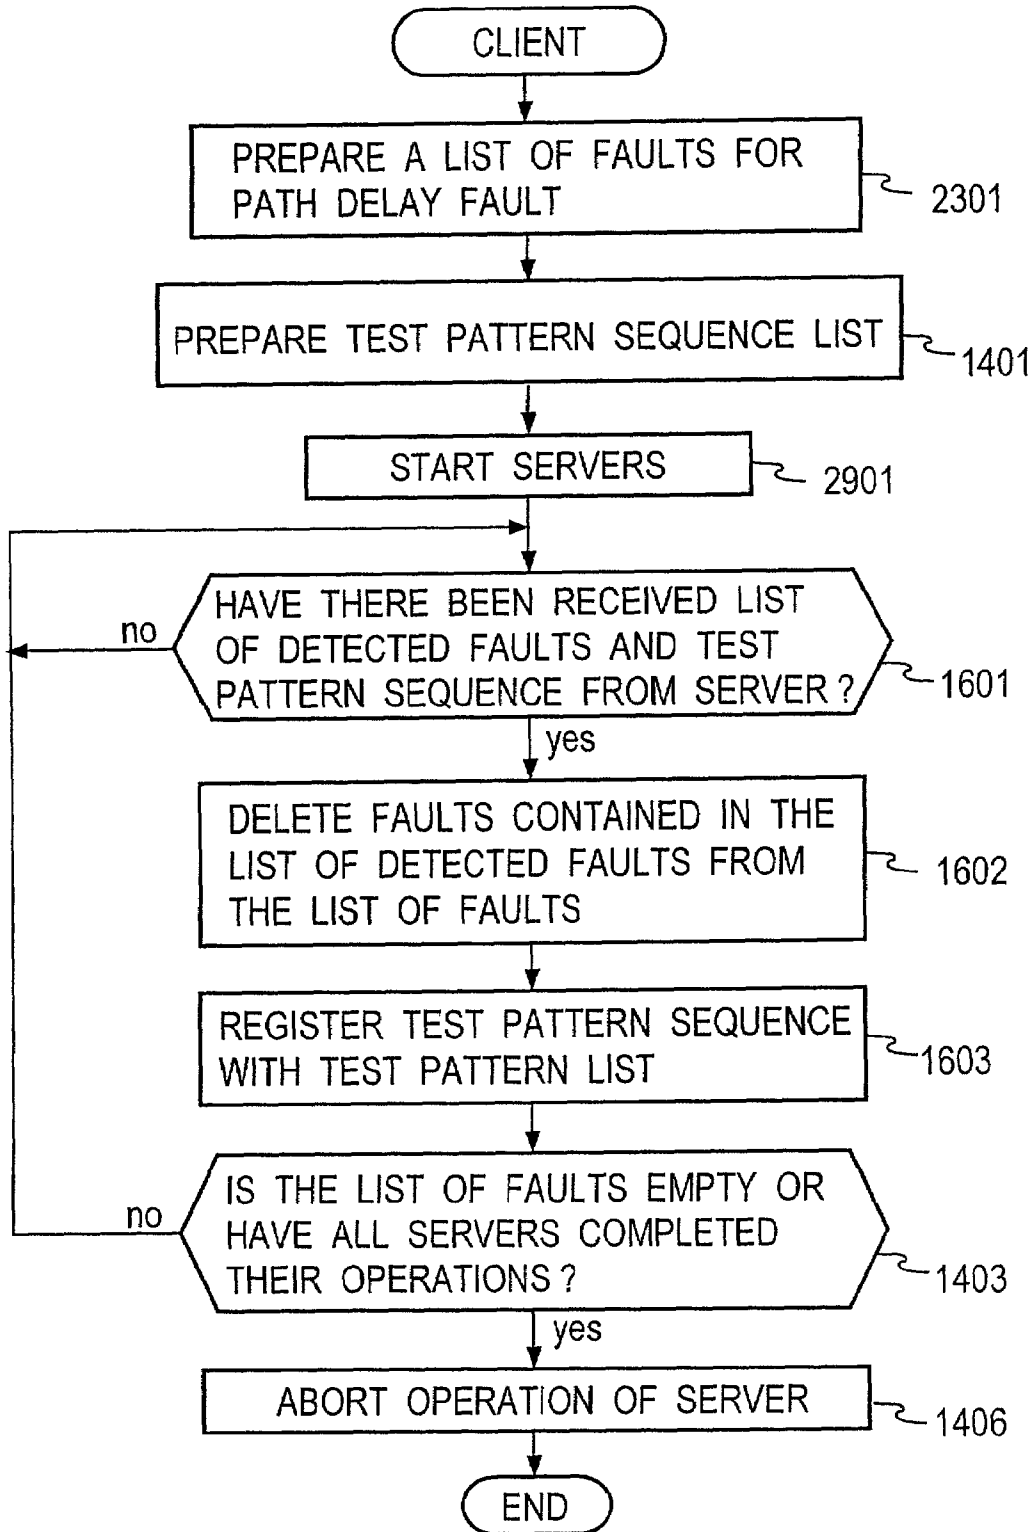 CLIENT
PREPARE A LIST OF FAULTS FOR
PATH DELAY FAULT
2301
PREPARE TEST PATTERN SEQUENCE LIST
1401
START SERVERS
2901
HAVE THERE BEEN RECEIVED LIST
OF DETECTED FAULTS AND TEST
PATTERN SEQUENCE FROM SERVER?
no
1601
yes
DELETE FAULTS CONTAINED IN THE
LIST OF DETECTED FAULTS FROM
THE LIST OF FAULTS
1602
REGISTER TEST PATTERN SEQUENCE
WITH TEST PATTERN LIST
1603
IS THE LIST OF FAULTS EMPTY OR
HAVE ALL SERVERS COMPLETED
THEIR OPERATIONS?
no
1403
yes
ABORT OPERATION OF SERVER
1406
END